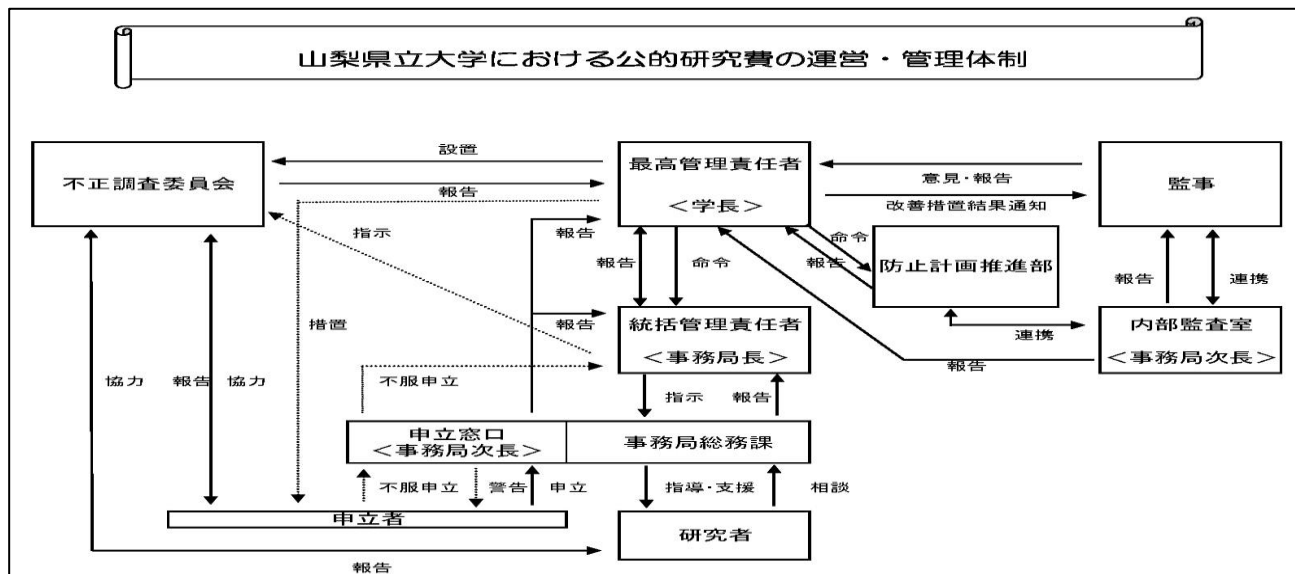 山梨県立大学における公的研究費の運営・管理体制
設置
不正調査委員会
報告
最高管理責任者
＜学長＞
意見・報告
改善措置結果通知
監事
指示
報告
報告
命令
報告
命令
防止計画推進部
報告
連携
措置
報告
統括管理責任者
＜事務局長＞
連携
内部監査室
＜事務局次長＞
報告
協力
報告
協力
不服申立
指示
報告
申立窓口
＜事務局次長＞
事務局総務課
不服申立
警告
申立
指導・支援
相談
申立者
研究者
報告